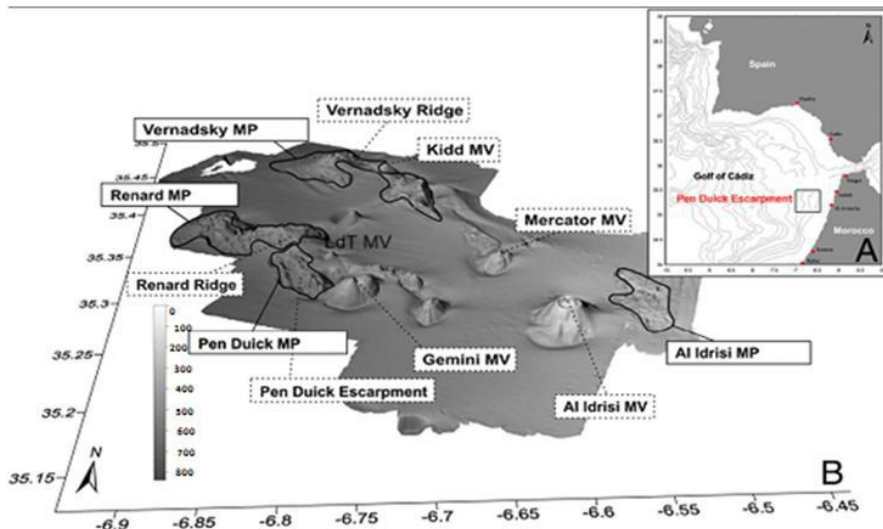 Vernadsky Ridge
Vernadsky MP
Kidd MV
Renard MP
Mercator MV
LdT MV
Renard Ridge
Pen Duick MP
Gemini MV
Al Idrisi MP
Pen Duick Escarpment
Al Idrisi MV
Spain
Golf of Cádiz
Pen Duick Escarpment
Morocco
A
B
N
35.5
35.45
35.4
35.35
35.3
35.25
35.2
35.15
0
100
200
300
400
500
600
700
800
-6.9
-6.85
-6.8
-6.75
-6.7
-6.65
-6.6
-6.55
-6.5
-6.45